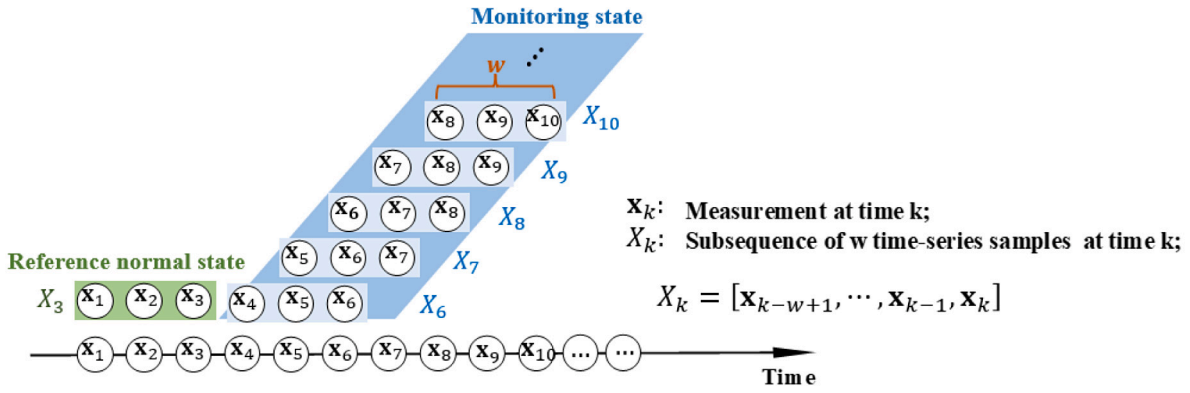 Monitoring state
w
⋰
x₈ x₉ x₁₀ X₁₀
x₇ x₈ x₉ X₉
x₆ x₇ x₈ X₈
x₅ x₆ x₇ X₇
Reference normal state
X₃ x₁ x₂ x₃ x₄ x₅ x₆ X₆
x₁ x₂ x₃ x₄ x₅ x₆ x₇ x₈ x₉ x₁₀ ... ...
Time
xₖ: Measurement at time k;
Xₖ: Subsequence of w time-series samples at time k;
Xₖ = [xₖ₋w₊₁, ⋯, xₖ₋₁, xₖ]